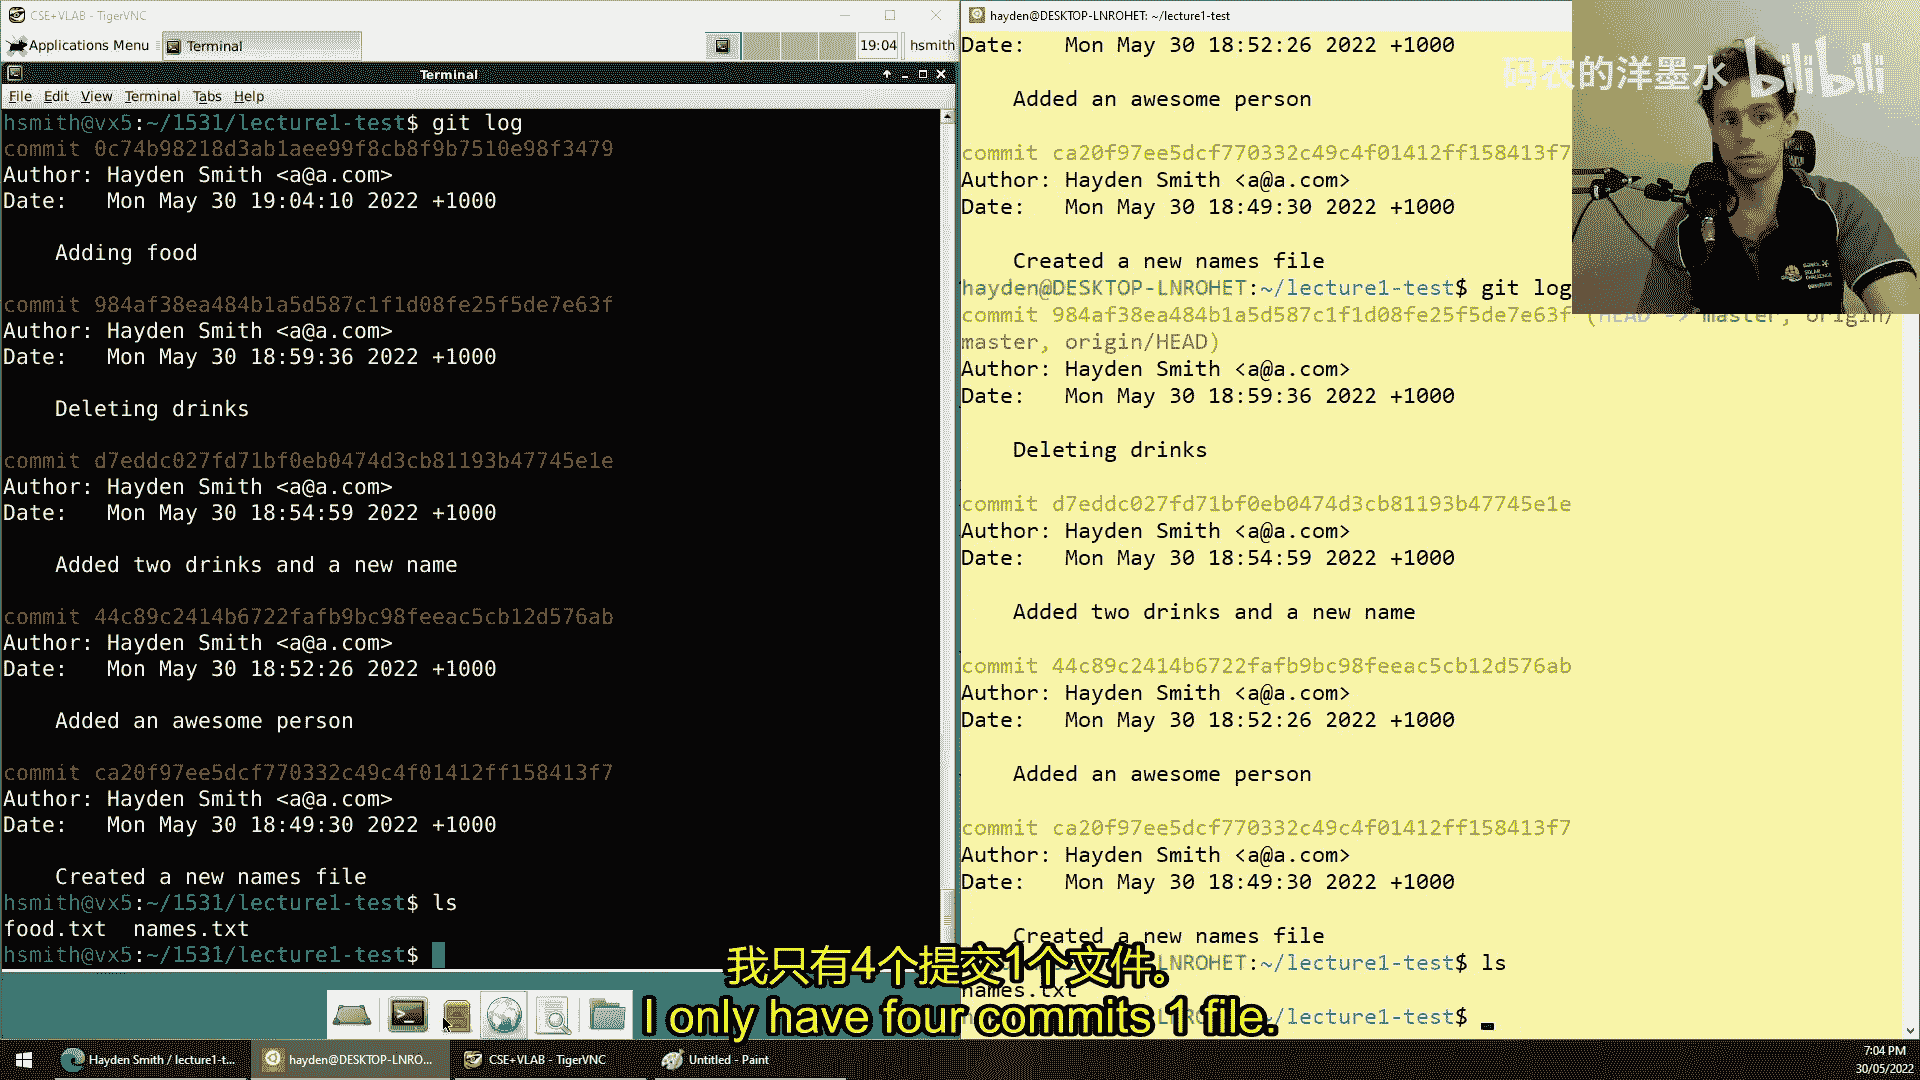 CSE+VLAB - TigerVNC
Applications Menu
Terminal
19:04
hsmith
Terminal
File Edit View Terminal Tabs Help
hsmith@vx5:~/1531/lecture1-test$ git log
commit 0c74b98218d3ab1aee99f8cb8f9b7510e98f3479
Author: Hayden Smith <a@a.com>
Date:   Mon May 30 19:04:10 2022 +1000
Adding food
commit 984af38ea484b1a5d587c1f1d08fe25f5de7e63f
Author: Hayden Smith <a@a.com>
Date:   Mon May 30 18:59:36 2022 +1000
Deleting drinks
commit d7eddc027fd71bf0eb0474d3cb81193b47745e1e
Author: Hayden Smith <a@a.com>
Date:   Mon May 30 18:54:59 2022 +1000
Added two drinks and a new name
commit 44c89c2414b6722fafb9bc98feeac5cb12d576ab
Author: Hayden Smith <a@a.com>
Date:   Mon May 30 18:52:26 2022 +1000
Added an awesome person
commit ca20f97ee5dcf770332c49c4f01412ff158413f7
Author: Hayden Smith <a@a.com>
Date:   Mon May 30 18:49:30 2022 +1000
Created a new names file
hsmith@vx5:~/1531/lecture1-test$ ls
food.txt  names.txt
hsmith@vx5:~/1531/lecture1-test$
hayden@DESKTOP-LNROHET: ~/lecture1-test
Date:   Mon May 30 18:52:26 2022 +1000
Added an awesome person
commit ca20f97ee5dcf770332c49c4f01412ff158413f7
Author: Hayden Smith <a@a.com>
Date:   Mon May 30 18:49:30 2022 +1000
Created a new names file
hayden@DESKTOP-LNROHET:~/lecture1-test$ git log
commit 984af38ea484b1a5d587c1f1d08fe25f5de7e63f (HEAD -> master, origin/
master, origin/HEAD)
Author: Hayden Smith <a@a.com>
Date:   Mon May 30 18:59:36 2022 +1000
Deleting drinks
commit d7eddc027fd71bf0eb0474d3cb81193b47745e1e
Author: Hayden Smith <a@a.com>
Date:   Mon May 30 18:54:59 2022 +1000
Added two drinks and a new name
commit 44c89c2414b6722fafb9bc98feeac5cb12d576ab
Author: Hayden Smith <a@a.com>
Date:   Mon May 30 18:52:26 2022 +1000
Added an awesome person
commit ca20f97ee5dcf770332c49c4f01412ff158413f7
Author: Hayden Smith <a@a.com>
Date:   Mon May 30 18:49:30 2022 +1000
Created a new names file
LNROHET:~/lecture1-test$ ls
names.txt
~/lecture1-test$
码农的洋墨水 bilibili
我只有4个提交1个文件。
I only have four commits 1 file.
Hayden Smith / lecture1-t...
hayden@DESKTOP-LNRO...
CSE+VLAB - TigerVNC
Untitled - Paint
7:04 PM
30/05/2022